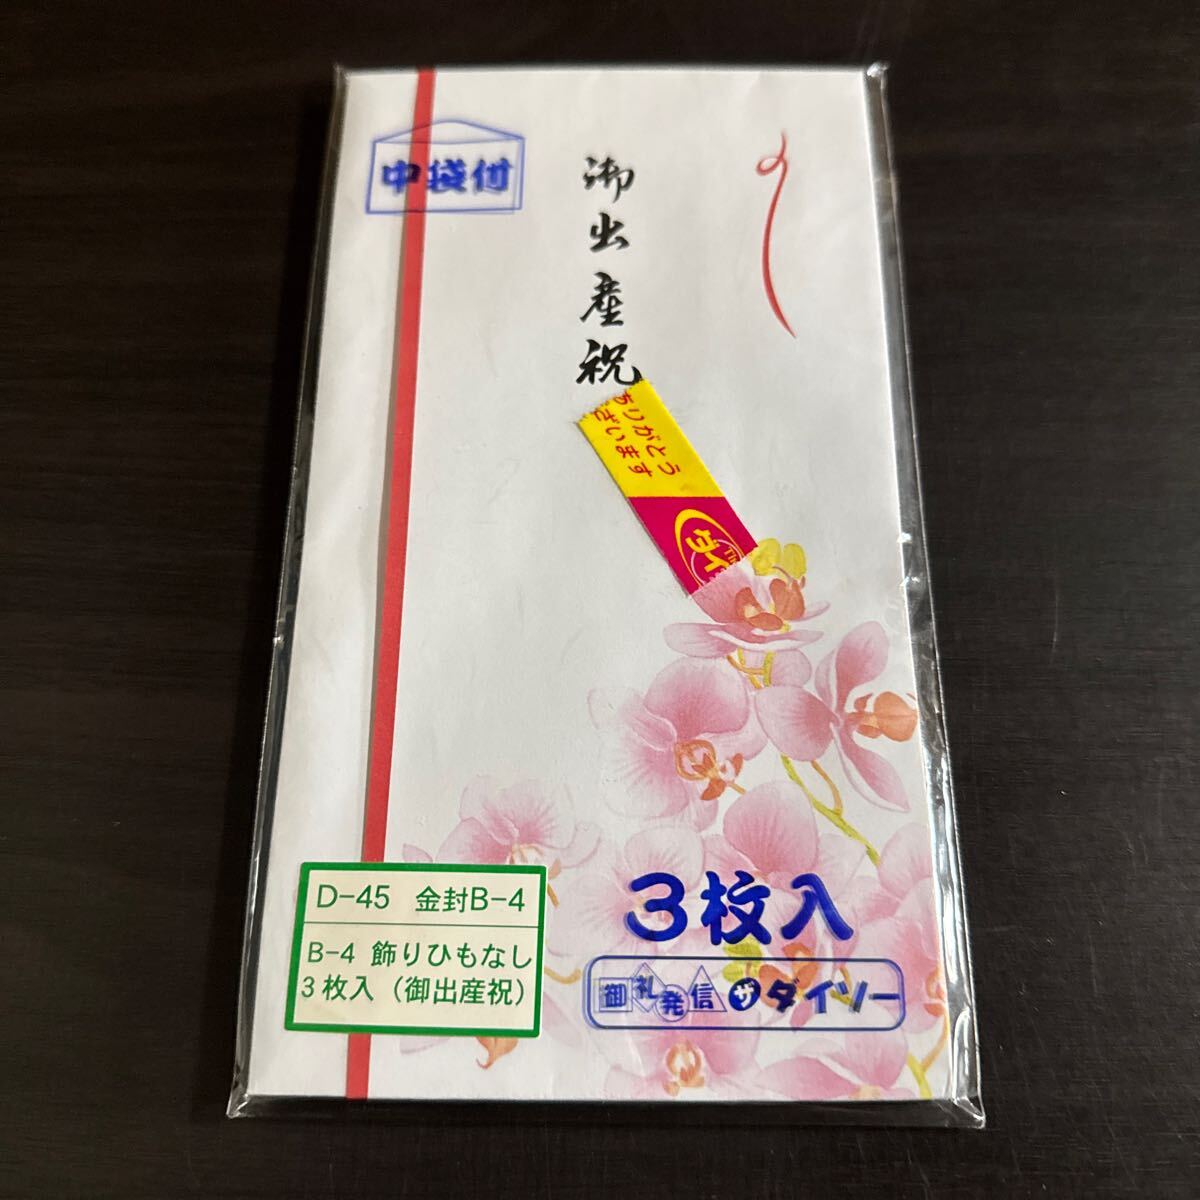 中袋付
御出産祝
ありがとう
ございます
ダイ
D-45 金封B-4
B-4 飾りひもなし
3枚入（御出産祝）
3枚入
御礼発信 ザダイソー